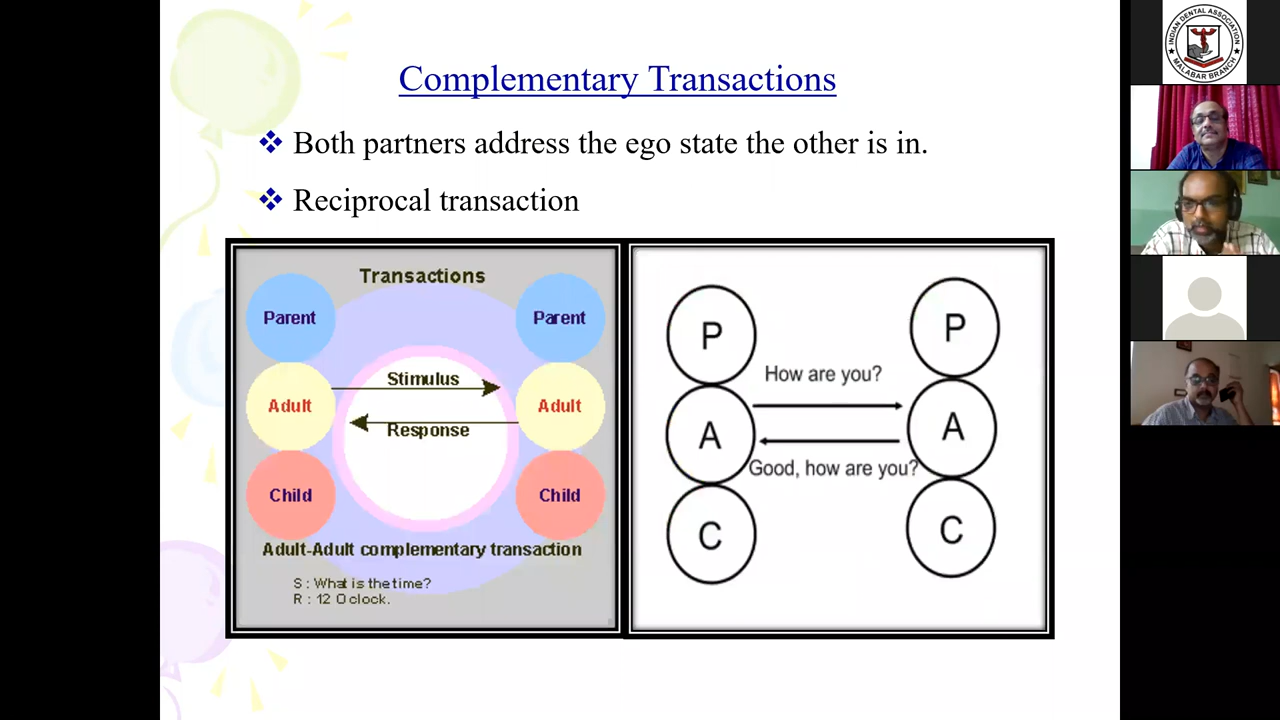 Complementary Transactions
Both partners address the ego state the other is in.
Reciprocal transaction
Transactions
Parent
Parent
Stimulus
Adult
Adult
Response
Child
Child
Adult-Adult complementary transaction
S : What is the time?
R : 12 O clock.
P
P
How are you?
A
A
Good, how are you?
C
C
INDIAN DENTAL ASSOCIATION
MALABAR BRANCH